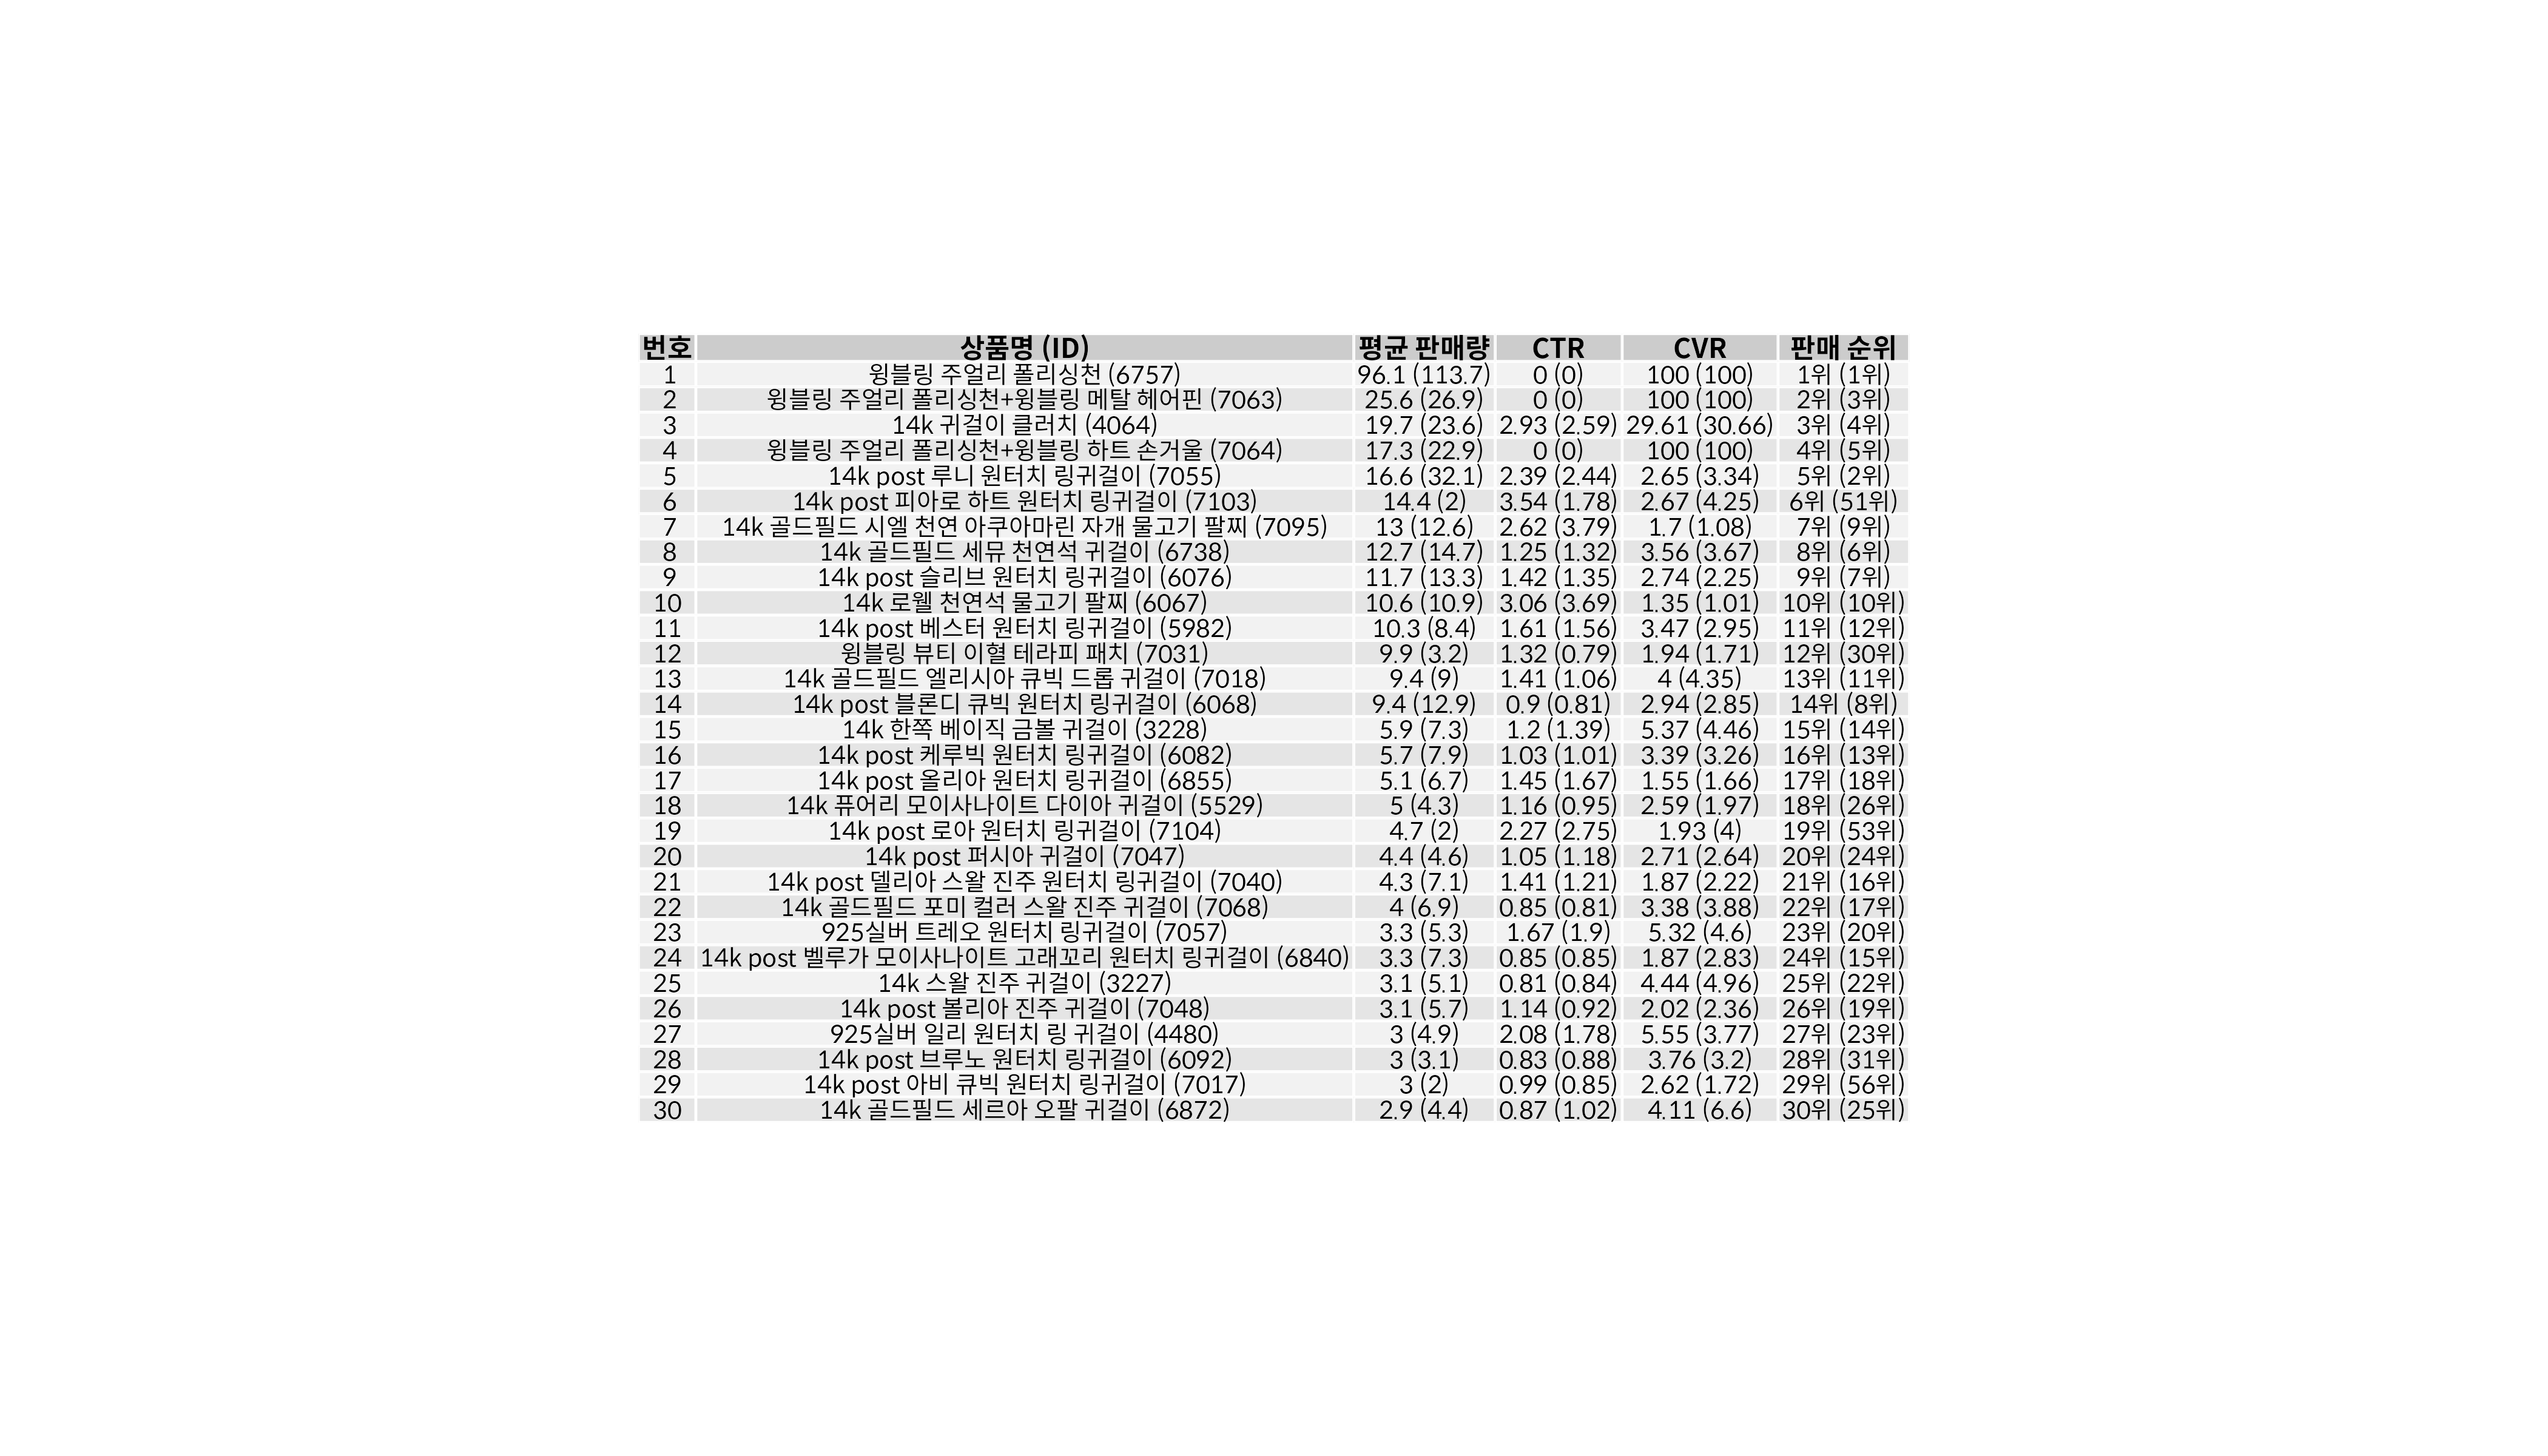 번호 상품명 (ID) 평균 판매량 CTR CVR 판매 순위
1 윙블링 주얼리 폴리싱천 (6757) 96.1 (113.7) 0 (0) 100 (100) 1위 (1위)
2 윙블링 주얼리 폴리싱천+윙블링 메탈 헤어핀 (7063) 25.6 (26.9) 0 (0) 100 (100) 2위 (3위)
3 14k 귀걸이 클러치 (4064) 19.7 (23.6) 2.93 (2.59) 29.61 (30.66) 3위 (4위)
4 윙블링 주얼리 폴리싱천+윙블링 하트 손거울 (7064) 17.3 (22.9) 0 (0) 100 (100) 4위 (5위)
5 14k post 루니 원터치 링귀걸이 (7055) 16.6 (32.1) 2.39 (2.44) 2.65 (3.34) 5위 (2위)
6 14k post 피아로 하트 원터치 링귀걸이 (7103) 14.4 (2) 3.54 (1.78) 2.67 (4.25) 6위 (51위)
7 14k 골드필드 시엘 천연 아쿠아마린 자개 물고기 팔찌 (7095) 13 (12.6) 2.62 (3.79) 1.7 (1.08) 7위 (9위)
8 14k 골드필드 세뮤 천연석 귀걸이 (6738) 12.7 (14.7) 1.25 (1.32) 3.56 (3.67) 8위 (6위)
9 14k post 슬리브 원터치 링귀걸이 (6076) 11.7 (13.3) 1.42 (1.35) 2.74 (2.25) 9위 (7위)
10 14k 로웰 천연석 물고기 팔찌 (6067) 10.6 (10.9) 3.06 (3.69) 1.35 (1.01) 10위 (10위)
11 14k post 베스터 원터치 링귀걸이 (5982) 10.3 (8.4) 1.61 (1.56) 3.47 (2.95) 11위 (12위)
12 윙블링 뷰티 이혈 테라피 패치 (7031) 9.9 (3.2) 1.32 (0.79) 1.94 (1.71) 12위 (30위)
13 14k 골드필드 엘리시아 큐빅 드롭 귀걸이 (7018) 9.4 (9) 1.41 (1.06) 4 (4.35) 13위 (11위)
14 14k post 블론디 큐빅 원터치 링귀걸이 (6068) 9.4 (12.9) 0.9 (0.81) 2.94 (2.85) 14위 (8위)
15 14k 한쪽 베이직 금볼 귀걸이 (3228) 5.9 (7.3) 1.2 (1.39) 5.37 (4.46) 15위 (14위)
16 14k post 케루빅 원터치 링귀걸이 (6082) 5.7 (7.9) 1.03 (1.01) 3.39 (3.26) 16위 (13위)
17 14k post 올리아 원터치 링귀걸이 (6855) 5.1 (6.7) 1.45 (1.67) 1.55 (1.66) 17위 (18위)
18 14k 퓨어리 모이사나이트 다이아 귀걸이 (5529) 5 (4.3) 1.16 (0.95) 2.59 (1.97) 18위 (26위)
19 14k post 로아 원터치 링귀걸이 (7104) 4.7 (2) 2.27 (2.75) 1.93 (4) 19위 (53위)
20 14k post 퍼시아 귀걸이 (7047) 4.4 (4.6) 1.05 (1.18) 2.71 (2.64) 20위 (24위)
21 14k post 델리아 스왈 진주 원터치 링귀걸이 (7040) 4.3 (7.1) 1.41 (1.21) 1.87 (2.22) 21위 (16위)
22 14k 골드필드 포미 컬러 스왈 진주 귀걸이 (7068) 4 (6.9) 0.85 (0.81) 3.38 (3.88) 22위 (17위)
23 925실버 트레오 원터치 링귀걸이 (7057) 3.3 (5.3) 1.67 (1.9) 5.32 (4.6) 23위 (20위)
24 14k post 벨루가 모이사나이트 고래꼬리 원터치 링귀걸이 (6840) 3.3 (7.3) 0.85 (0.85) 1.87 (2.83) 24위 (15위)
25 14k 스왈 진주 귀걸이 (3227) 3.1 (5.1) 0.81 (0.84) 4.44 (4.96) 25위 (22위)
26 14k post 볼리아 진주 귀걸이 (7048) 3.1 (5.7) 1.14 (0.92) 2.02 (2.36) 26위 (19위)
27 925실버 일리 원터치 링 귀걸이 (4480) 3 (4.9) 2.08 (1.78) 5.55 (3.77) 27위 (23위)
28 14k post 브루노 원터치 링귀걸이 (6092) 3 (3.1) 0.83 (0.88) 3.76 (3.2) 28위 (31위)
29 14k post 아비 큐빅 원터치 링귀걸이 (7017) 3 (2) 0.99 (0.85) 2.62 (1.72) 29위 (56위)
30 14k 골드필드 세르아 오팔 귀걸이 (6872) 2.9 (4.4) 0.87 (1.02) 4.11 (6.6) 30위 (25위)